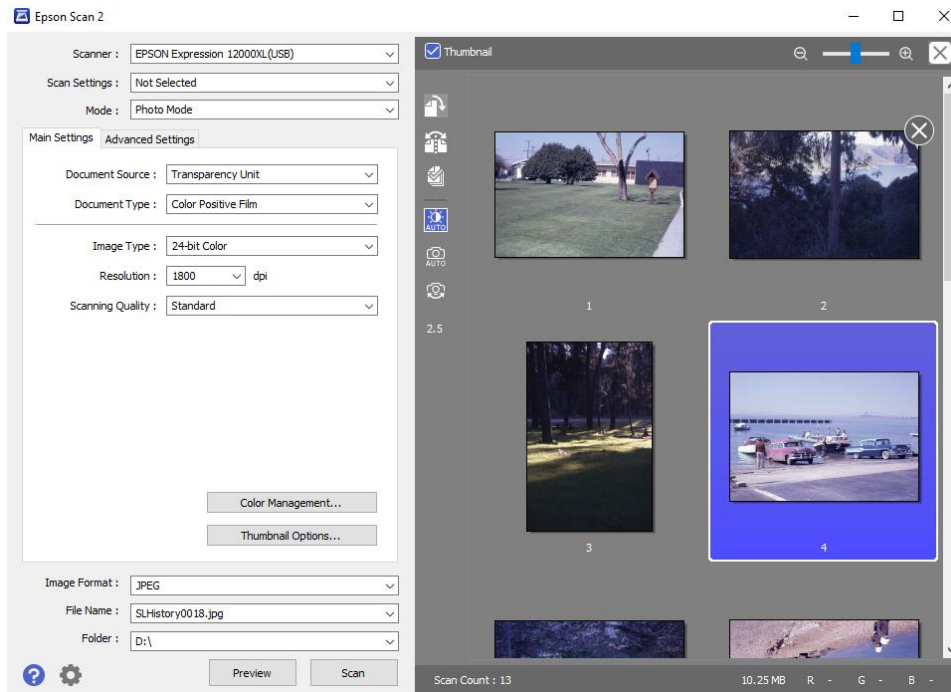 Epson Scan 2
Scanner : EPSON Expression 12000XL(USB)
Scan Settings : Not Selected
Mode : Photo Mode
Main Settings Advanced Settings
Document Source : Transparency Unit
Document Type : Color Positive Film
Image Type : 24-bit Color
Resolution : 1800 dpi
Scanning Quality : Standard
Color Management...
Thumbnail Options...
Image Format : JPEG
File Name : SLHistory0018.jpg
Folder : D:\
Preview Scan
Thumbnail
AUTO
AUTO
2.5
1
2
3
4
Scan Count : 13 10.25 MB R - G - B -